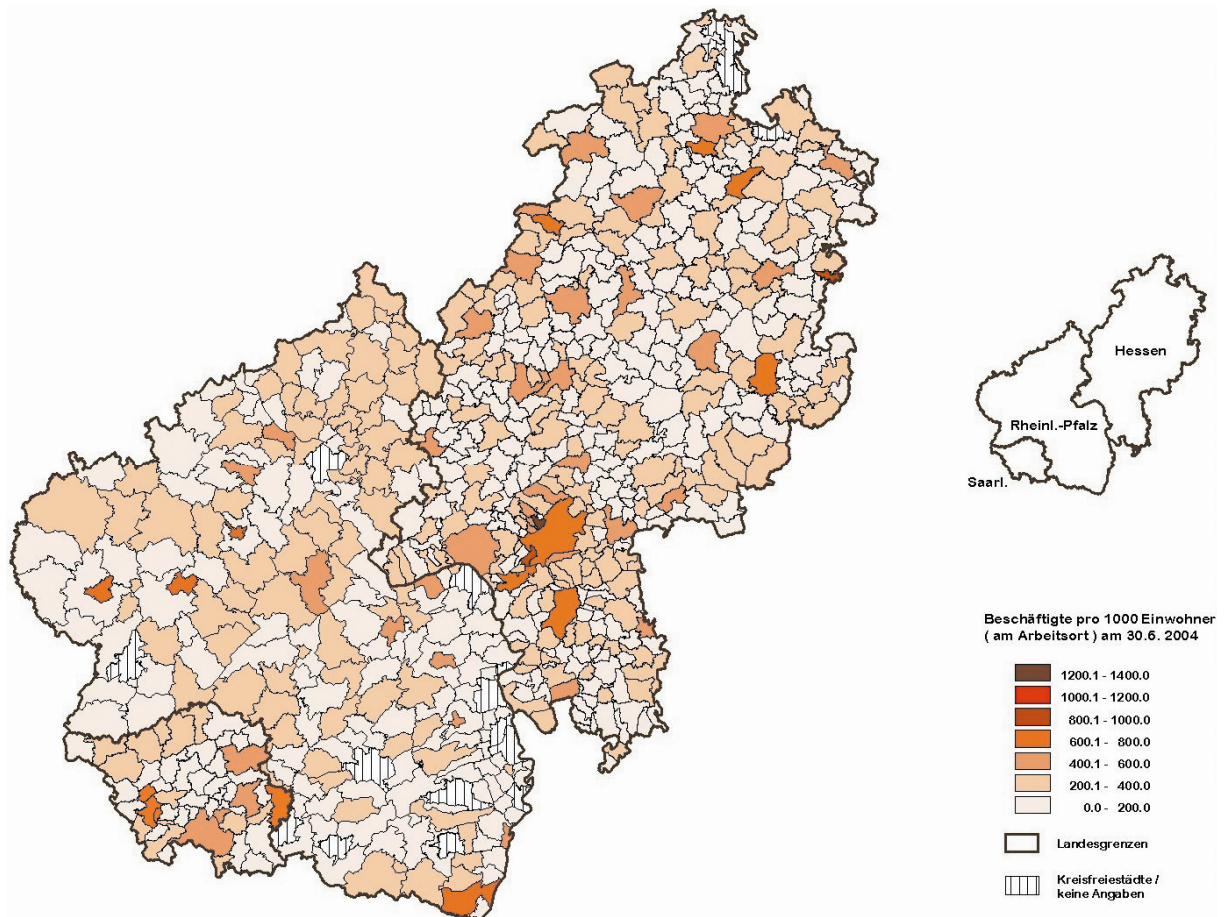 Hessen
Rheinl.-Pfalz
Saarl.
Beschäftigte pro 1000 Einwohner
( am Arbeitsort ) am 30.6. 2004
1200.1 - 1400.0
1000.1 - 1200.0
800.1 - 1000.0
600.1 - 800.0
400.1 - 600.0
200.1 - 400.0
0.0 - 200.0
Landesgrenzen
Kreisfreiestädte /
keine Angaben